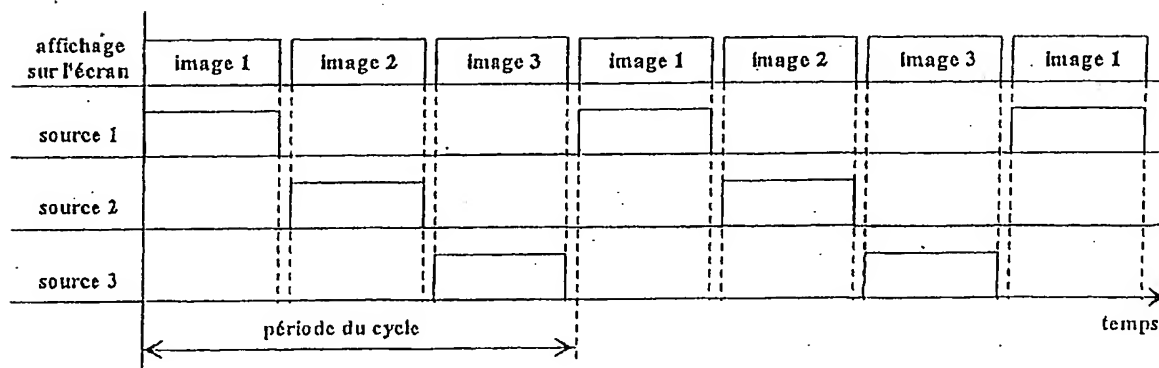 affichage
sur l'écran
image 1 image 2 image 3 image 1 image 2 image 3 image 1
source 1
source 2
source 3
période du cycle
temps